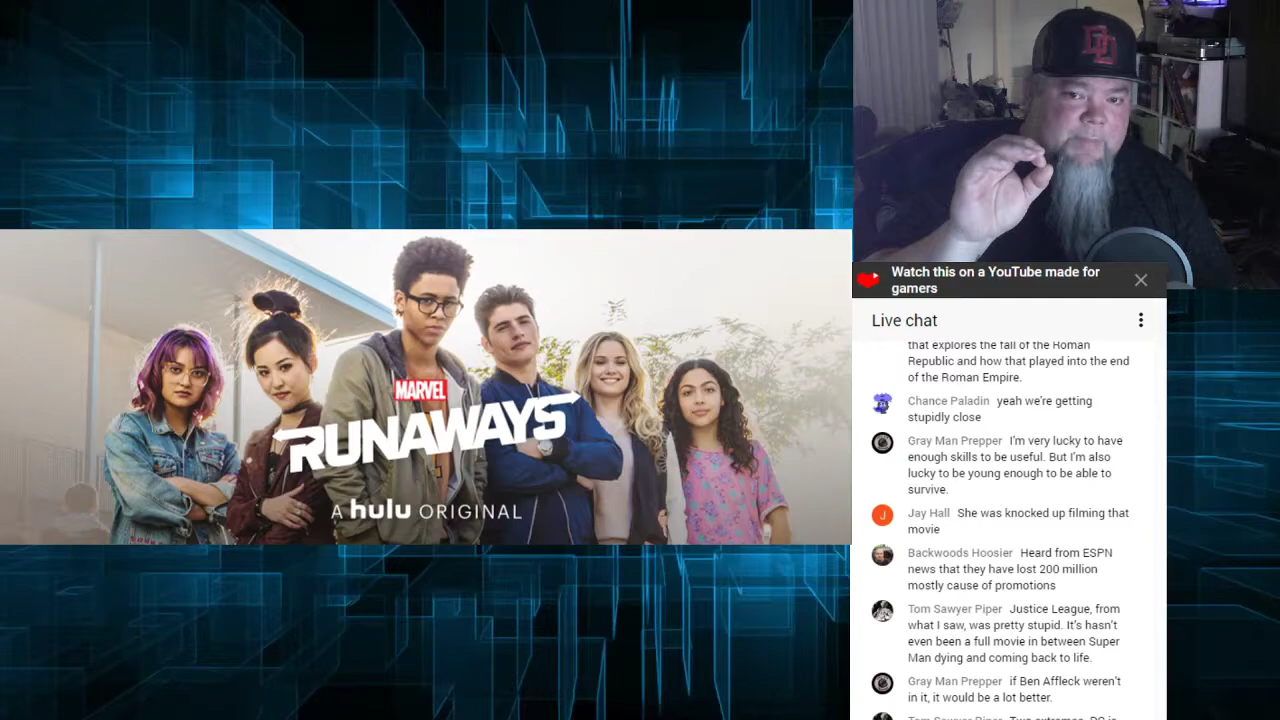 DD
MARVEL
RUNAWAYS
A hulu ORIGINAL
Watch this on a YouTube made for
gamers
Live chat
that explores the fall of the Roman
Republic and how that played into the end
of the Roman Empire.
Chance Paladin yeah we're getting
stupidly close
Gray Man Prepper I'm very lucky to have
enough skills to be useful. But I'm also
lucky to be young enough to be able to
survive.
J
Jay Hall She was knocked up filming that
movie
Backwoods Hoosier Heard from ESPN
news that they have lost 200 million
mostly cause of promotions
Tom Sawyer Piper Justice League, from
what I saw, was pretty stupid. It's hasn't
even been a full movie in between Super
Man dying and coming back to life.
Gray Man Prepper if Ben Affleck weren't
in it, it would be a lot better.